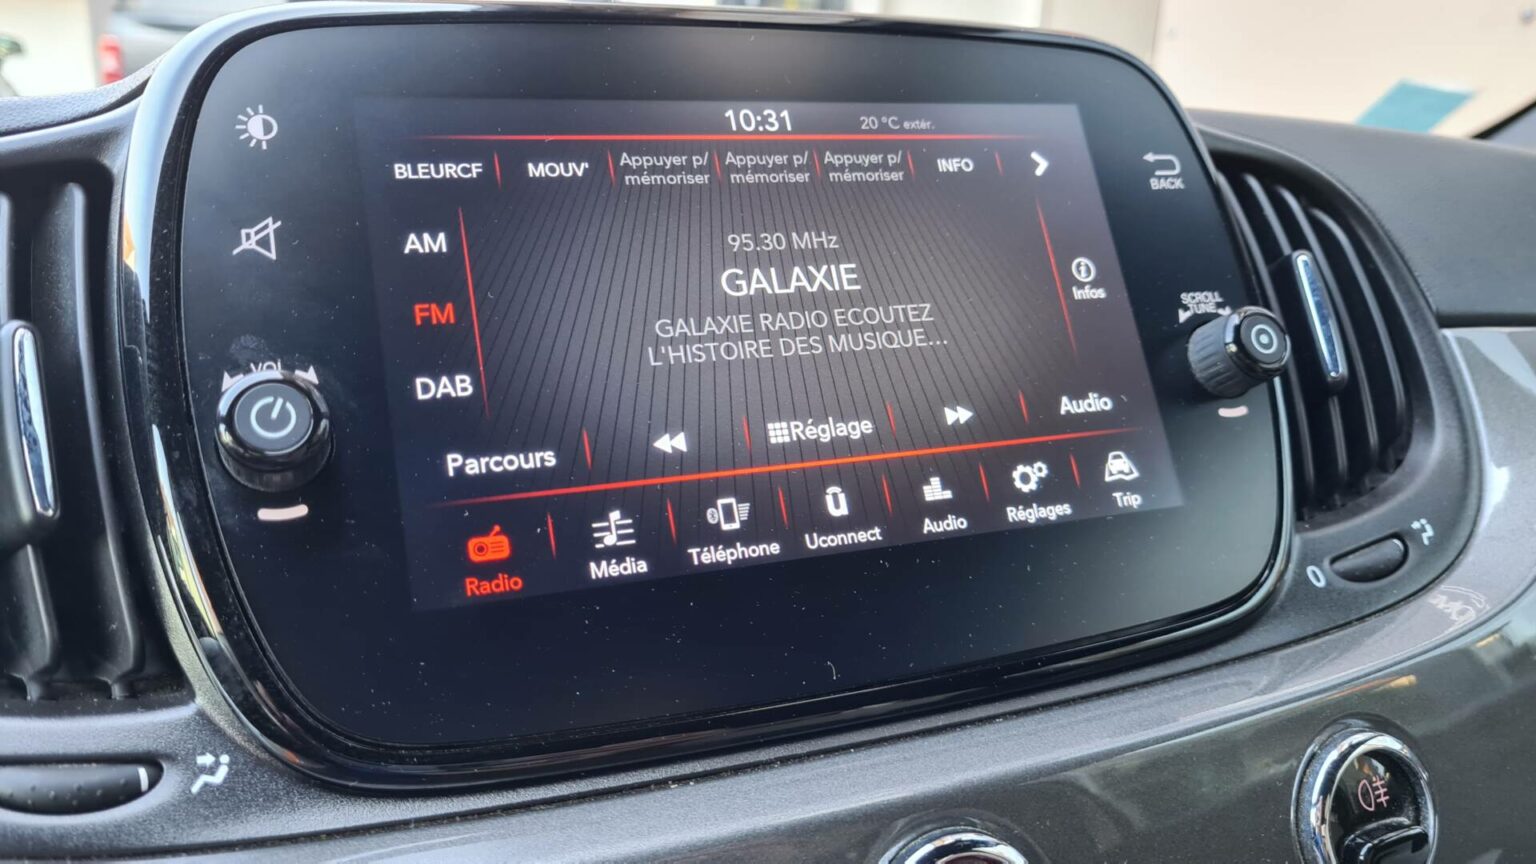 10:31
20 °C extér.
BLEURCF
MOUV'
Appuyer p/
mémoriser
Appuyer p/
mémoriser
Appuyer p/
mémoriser
INFO
BACK
AM
FM
DAB
95.30 MHz
GALAXIE
GALAXIE RADIO ECOUTEZ
L'HISTOIRE DES MUSIQUE...
Infos
SCROLL
TUNE
VOL
Parcours
Réglage
Audio
Radio
Média
Téléphone
Uconnect
Audio
Réglages
Trip
0